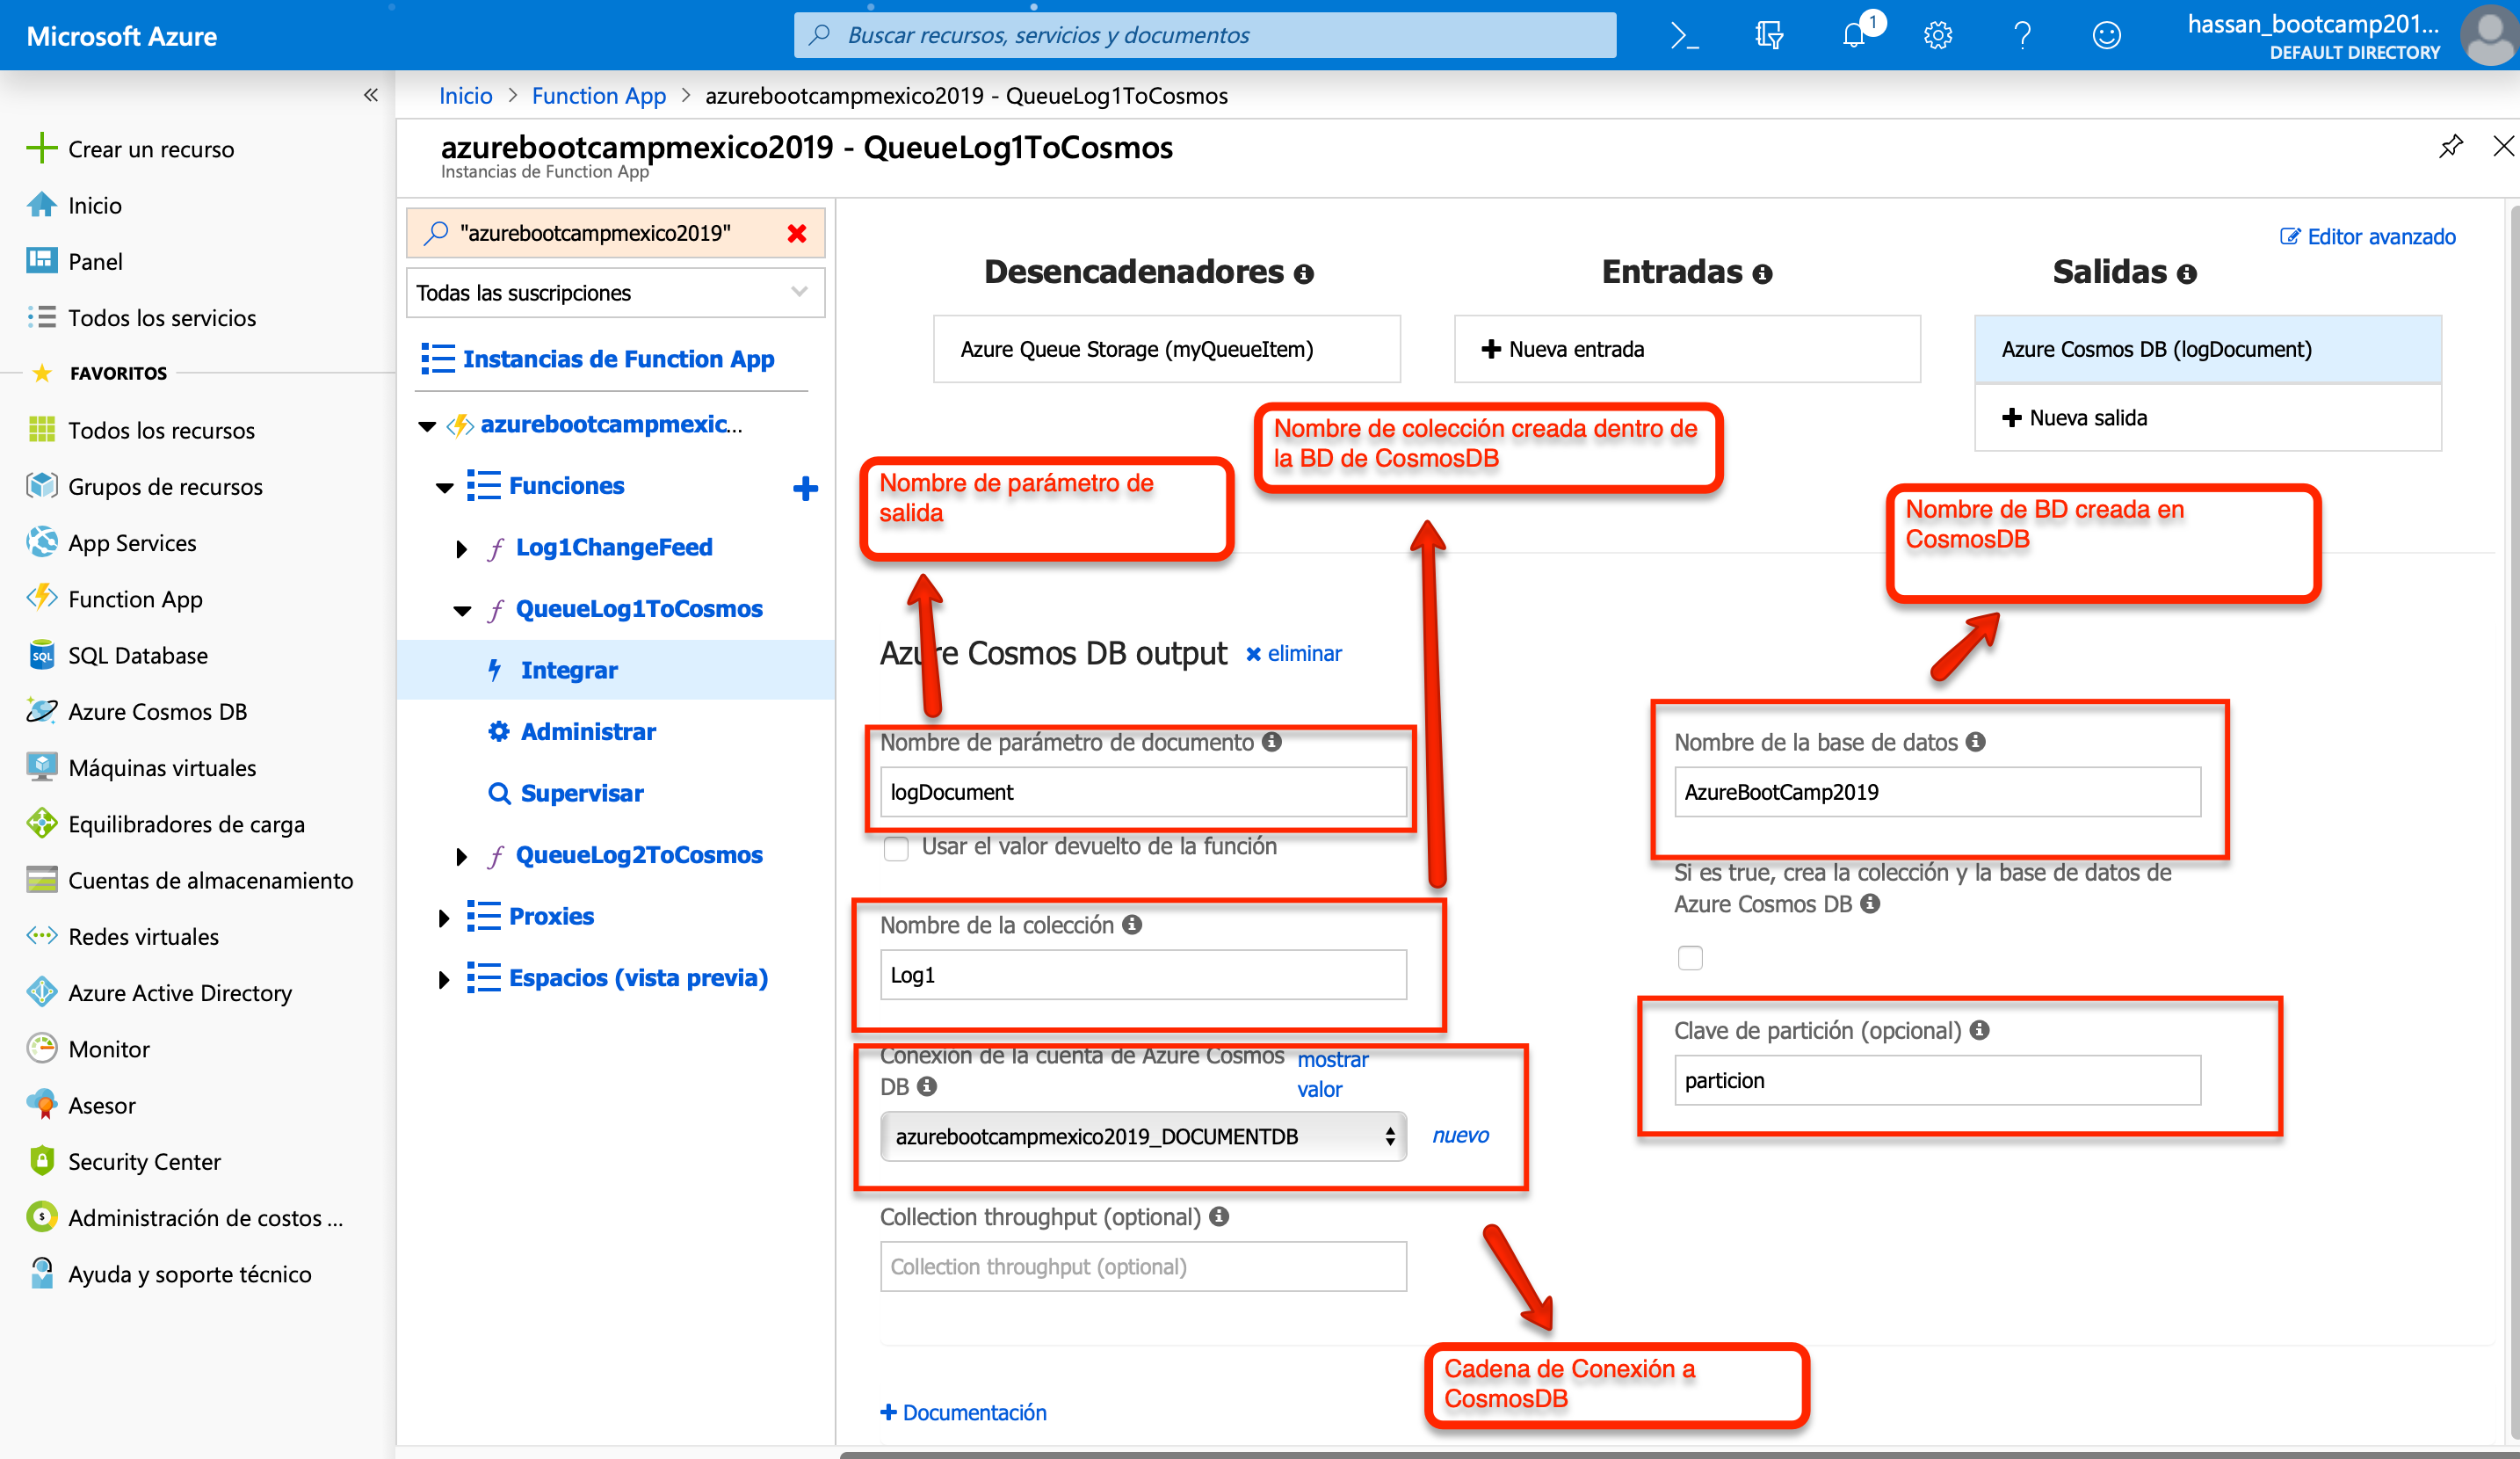 Microsoft Azure
Buscar recursos, servicios y documentos
1
hassan_bootcamp201...
DEFAULT DIRECTORY
Inicio > Function App > azurebootcampmexico2019 - QueueLog1ToCosmos
azurebootcampmexico2019 - QueueLog1ToCosmos
Instancias de Function App
Crear un recurso
Inicio
Panel
Todos los servicios
FAVORITOS
Todos los recursos
Grupos de recursos
App Services
Function App
SQL Database
Azure Cosmos DB
Máquinas virtuales
Equilibradores de carga
Cuentas de almacenamiento
Redes virtuales
Azure Active Directory
Monitor
Asesor
Security Center
Administración de costos ...
Ayuda y soporte técnico
"azurebootcampmexico2019"
Todas las suscripciones
Instancias de Function App
azurebootcampmexic...
Funciones
Log1ChangeFeed
QueueLog1ToCosmos
Integrar
Administrar
Supervisar
QueueLog2ToCosmos
Proxies
Espacios (vista previa)
Editor avanzado
Desencadenadores
Entradas
Salidas
Azure Queue Storage (myQueueItem)
Nueva entrada
Azure Cosmos DB (logDocument)
Nueva salida
Nombre de colección creada dentro de
la BD de CosmosDB
Nombre de parámetro de
salida
Nombre de BD creada en
CosmosDB
Azure Cosmos DB output
eliminar
Nombre de parámetro de documento
logDocument
Usar el valor devuelto de la función
Nombre de la base de datos
AzureBootCamp2019
Si es true, crea la colección y la base de datos de
Azure Cosmos DB
Nombre de la colección
Log1
Clave de partición (opcional)
particion
Conexión de la cuenta de Azure Cosmos
DB
mostrar
valor
azurebootcampmexico2019_DOCUMENTDB
nuevo
Collection throughput (optional)
Collection throughput (optional)
Cadena de Conexión a
CosmosDB
Documentación